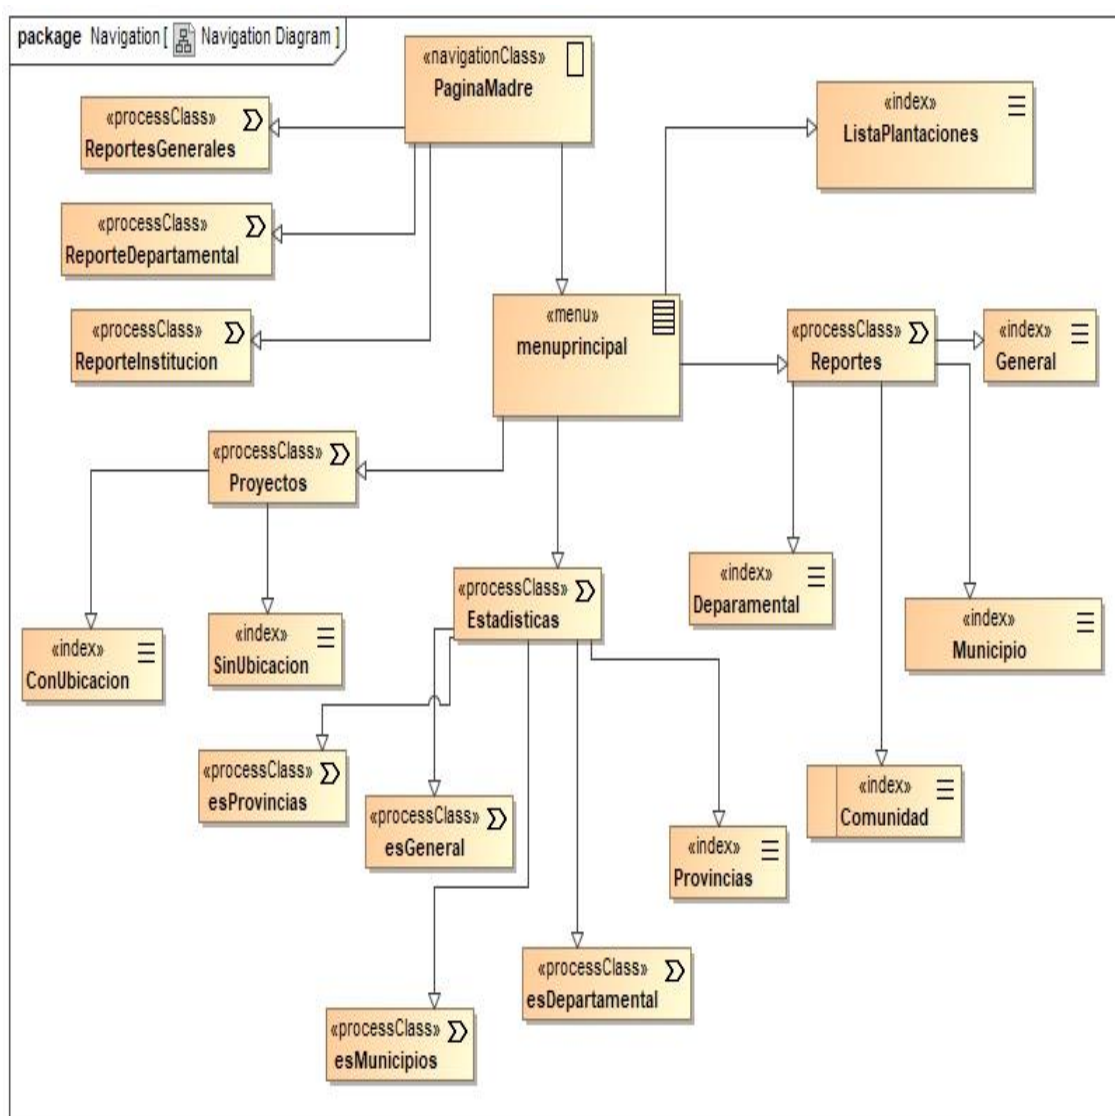 package Navigation [ Navigation Diagram ]
«navigationClass»
PaginaMadre
«processClass»
ReportesGenerales
«index»
ListaPlantaciones
«processClass»
ReporteDepartamental
«processClass»
ReporteInstitucion
«menu»
menuprincipal
«processClass»
Reportes
«index»
General
«processClass»
Proyectos
«index»
Deparamental
«index»
Municipio
«processClass»
Estadisticas
«index»
ConUbicacion
«index»
SinUbicacion
«processClass»
esProvincias
«processClass»
esGeneral
«index»
Comunidad
«index»
Provincias
«processClass»
esDepartamental
«processClass»
esMunicipios